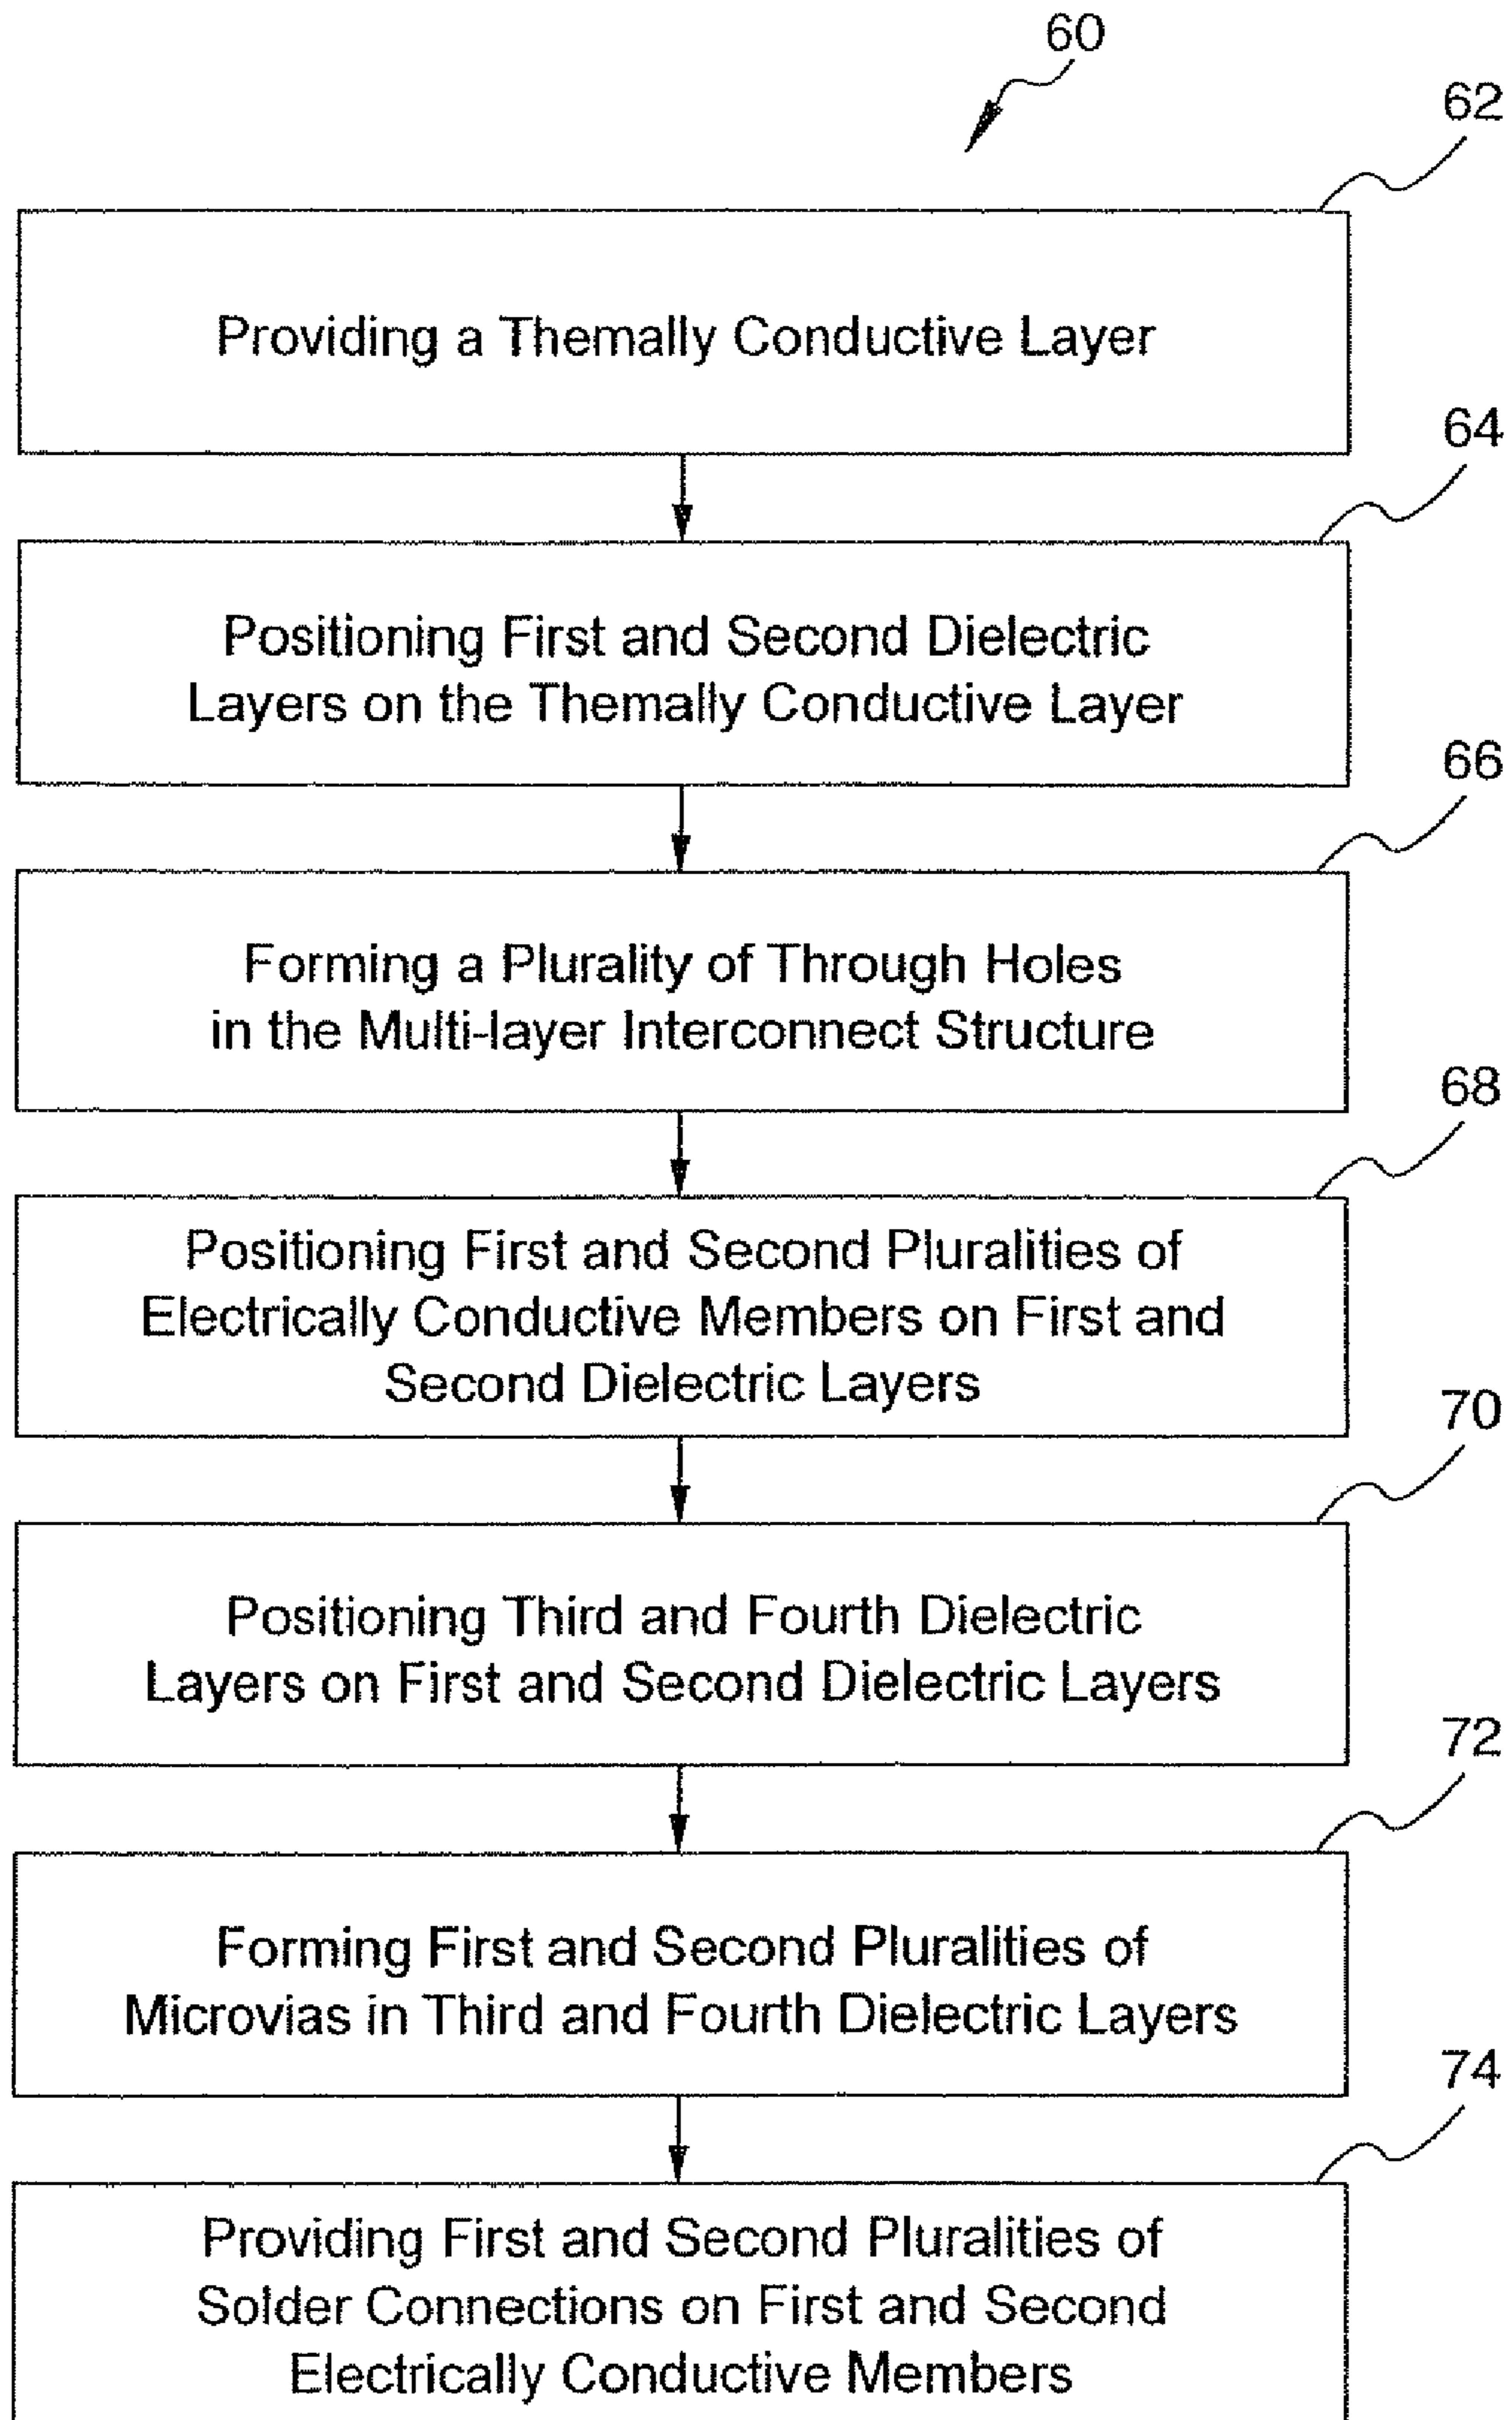 60
62
Providing a Themally Conductive Layer
64
Positioning First and Second Dielectric
Layers on the Themally Conductive Layer
66
Forming a Plurality of Through Holes
in the Multi-layer Interconnect Structure
68
Positioning First and Second Pluralities of
Electrically Conductive Members on First and
Second Dielectric Layers
70
Positioning Third and Fourth Dielectric
Layers on First and Second Dielectric Layers
72
Forming First and Second Pluralities of
Microvias in Third and Fourth Dielectric Layers
74
Providing First and Second Pluralities of
Solder Connections on First and Second
Electrically Conductive Members